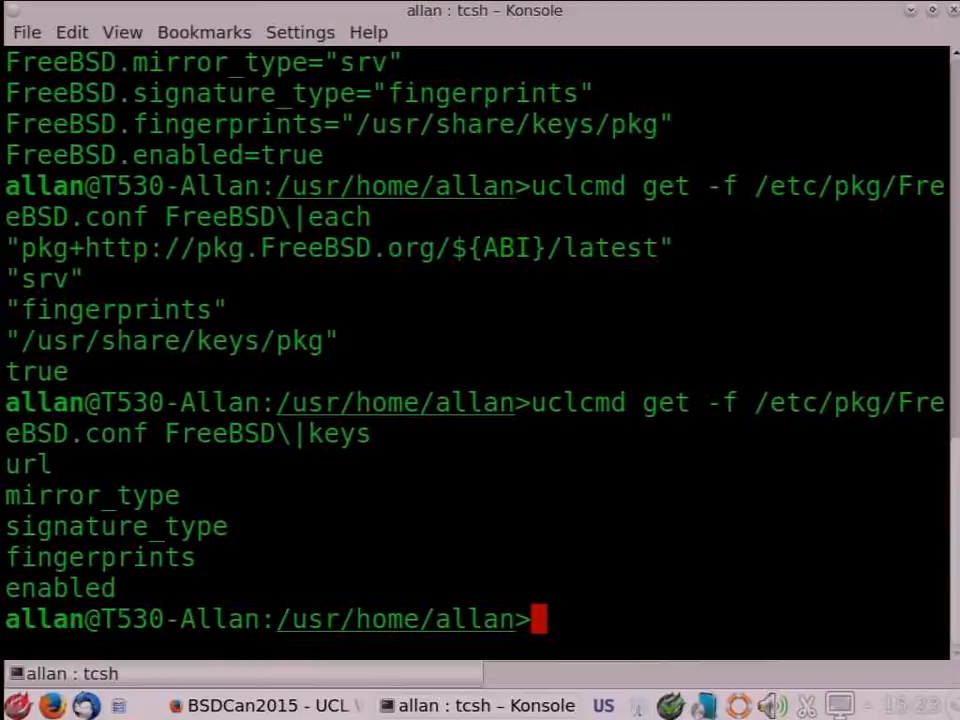 allan : tcsh – Konsole
File Edit View Bookmarks Settings Help
FreeBSD.mirror_type="srv"
FreeBSD.signature_type="fingerprints"
FreeBSD.fingerprints="/usr/share/keys/pkg"
FreeBSD.enabled=true
allan@T530-Allan:/usr/home/allan>uclcmd get -f /etc/pkg/Fre
eBSD.conf FreeBSD\|each
"pkg+http://pkg.FreeBSD.org/${ABI}/latest"
"srv"
"fingerprints"
"/usr/share/keys/pkg"
true
allan@T530-Allan:/usr/home/allan>uclcmd get -f /etc/pkg/Fre
eBSD.conf FreeBSD\|keys
url
mirror_type
signature_type
fingerprints
enabled
allan@T530-Allan:/usr/home/allan>
allan : tcsh
BSDCan2015 - UCL
allan : tcsh – Konsole
US